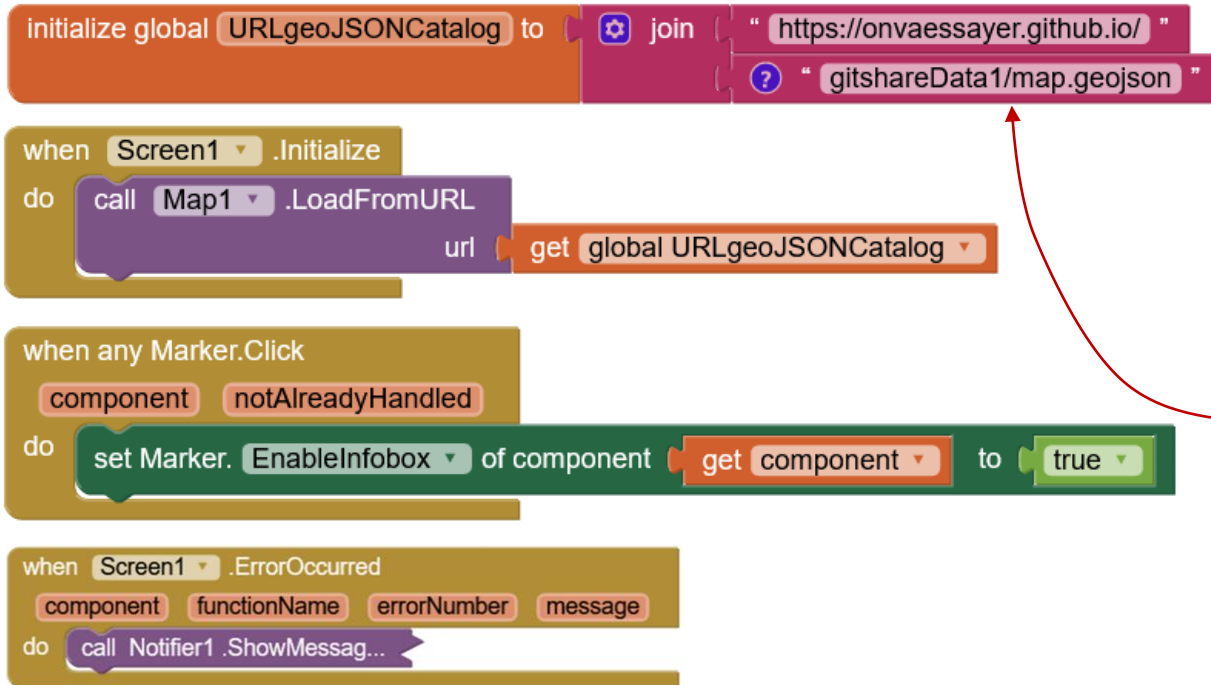 initialize global URLgeoJSONCatalog to join “ https://onvaessayer.github.io/ ”
? “ gitshareData1/map.geojson ”
when Screen1 .Initialize
do call Map1 .LoadFromURL
url get global URLgeoJSONCatalog
when any Marker.Click
component notAlreadyHandled
do set Marker. EnableInfobox of component get component to true
when Screen1 .ErrorOccurred
component functionName errorNumber message
do call Notifier1 .ShowMessag...